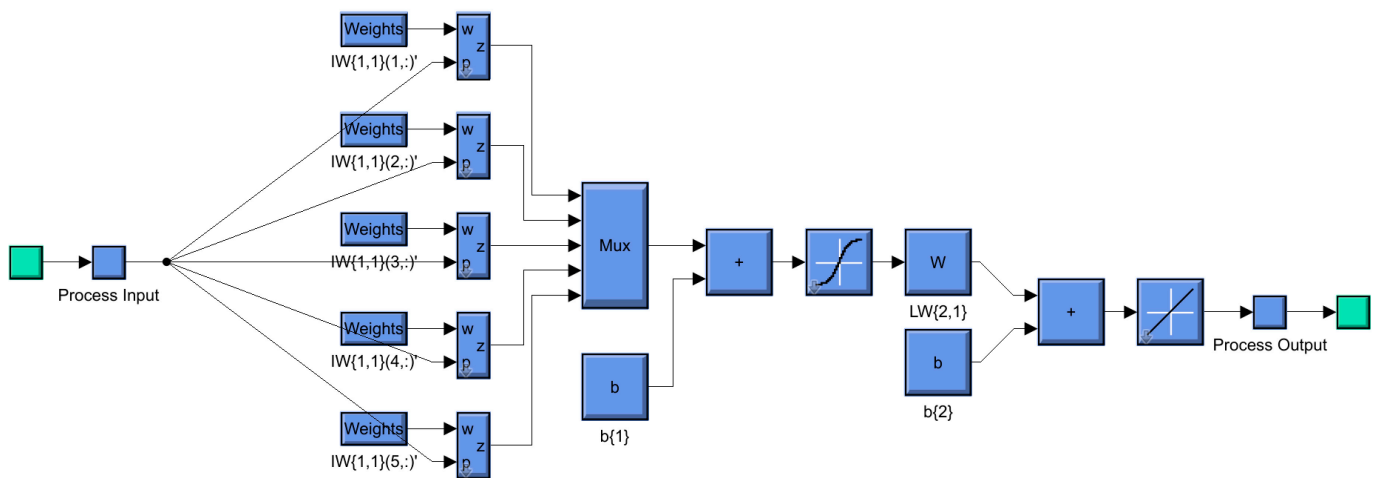 Weights
w
z
p
IW{1,1}(1,:)'
Weights
w
z
p
IW{1,1}(2,:)'
Weights
w
z
p
IW{1,1}(3,:)'
Weights
w
z
p
IW{1,1}(4,:)'
Weights
w
z
p
IW{1,1}(5,:)'
Process Input
Mux
b
b{1}
+
W
LW{2,1}
b
b{2}
+
Process Output